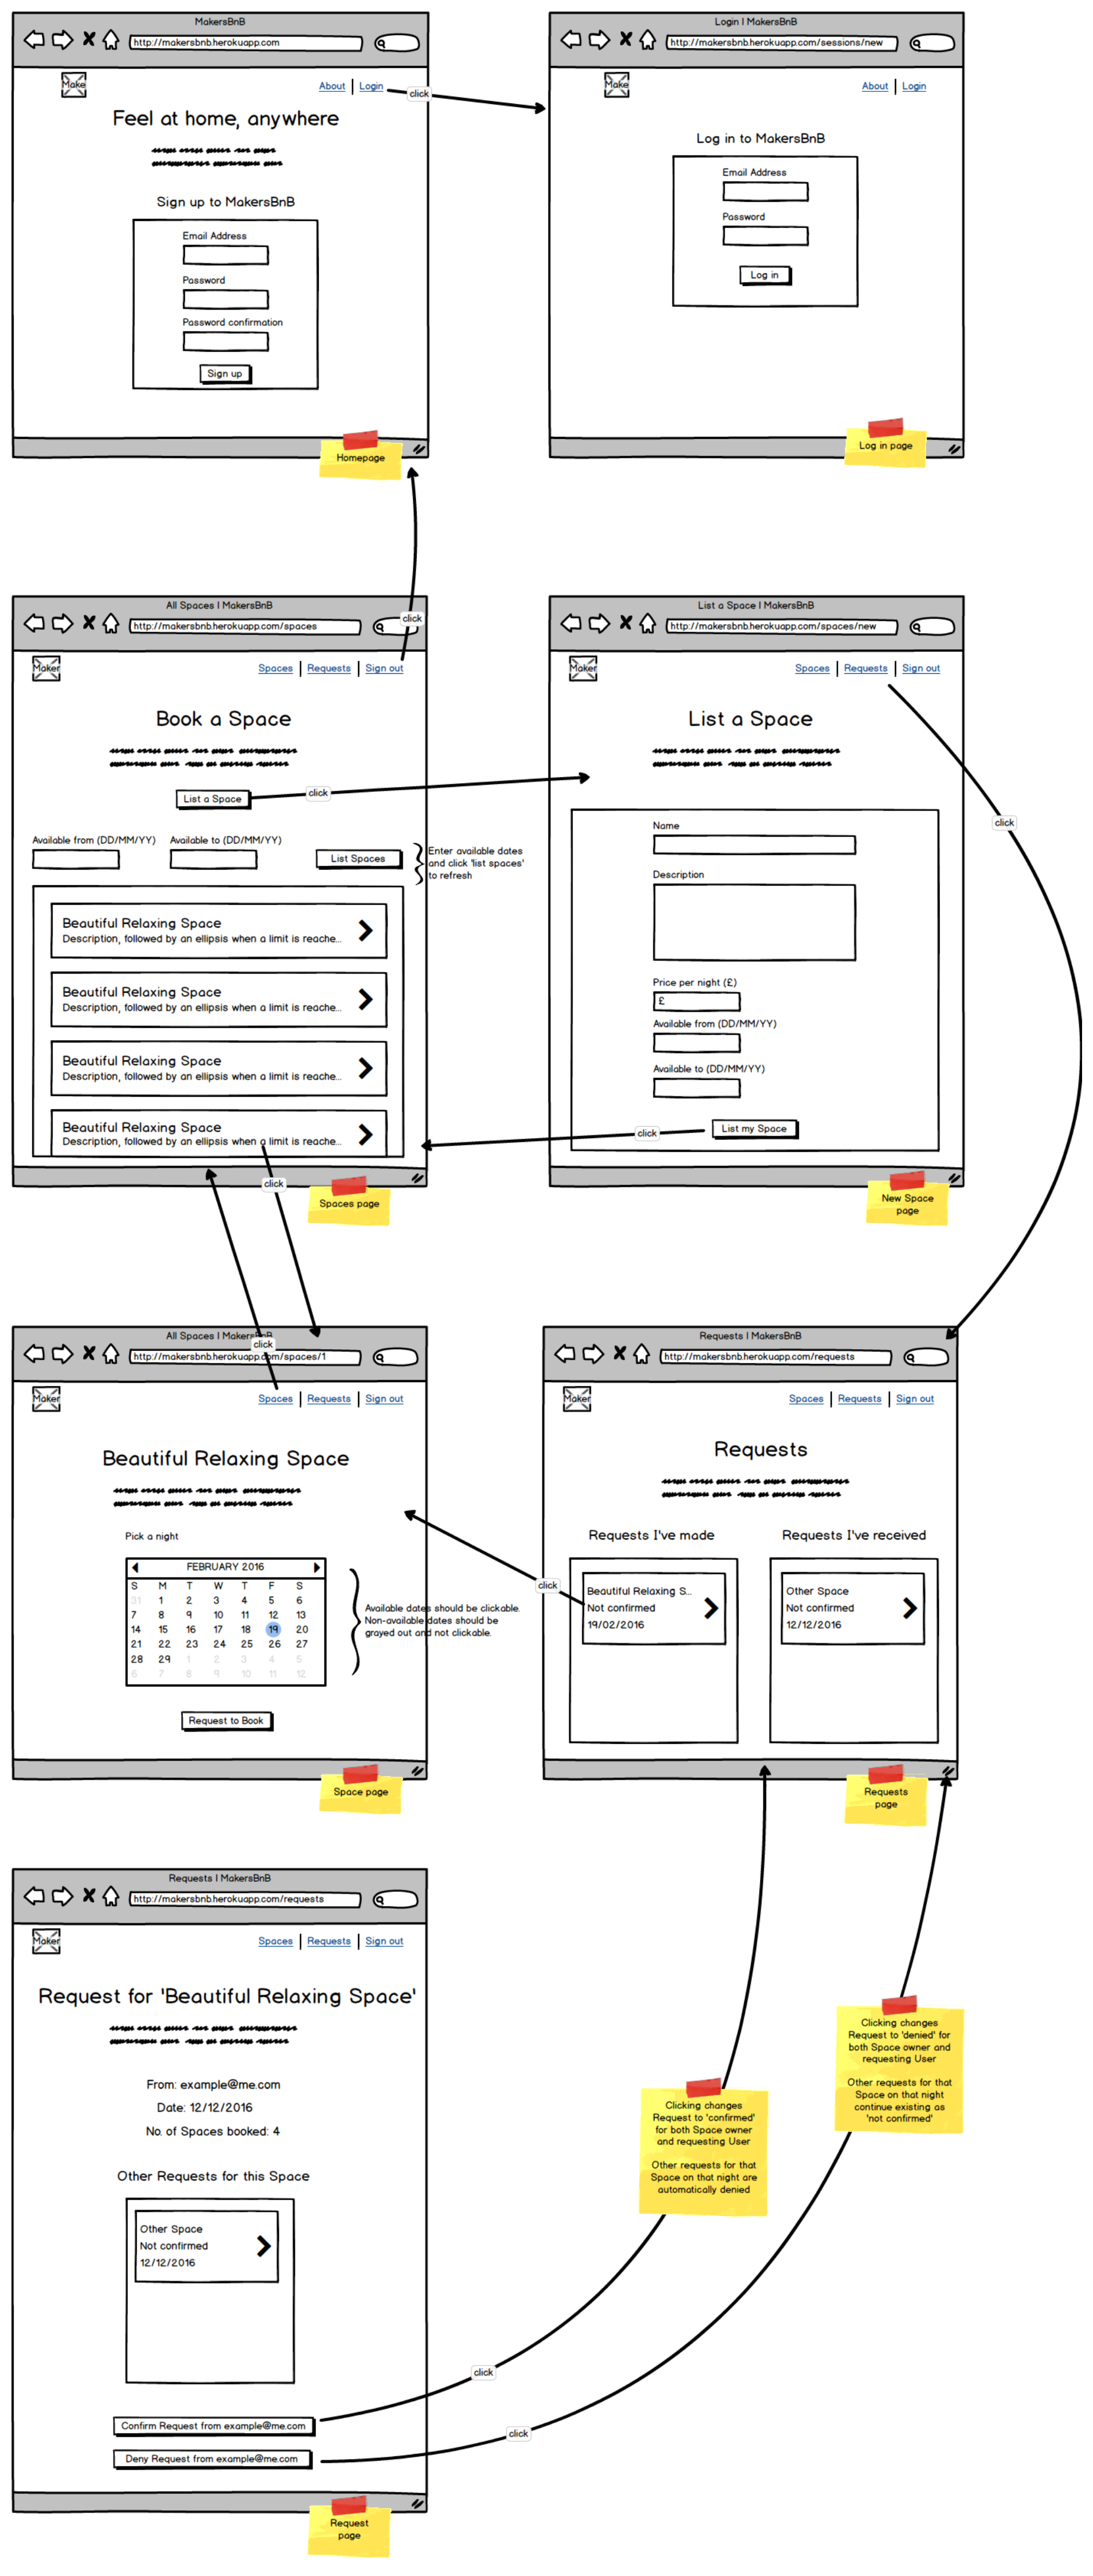 MakersBnB
http://makersbnb.herokuapp.com
Make
About | Login
click
Feel at home, anywhere
Sign up to MakersBnB
Email Address
Password
Password confirmation
Sign up
Homepage
Login | MakersBnB
http://makersbnb.herokuapp.com/sessions/new
Make
About | Login
Log in to MakersBnB
Email Address
Password
Log in
Log in page
All Spaces | MakersBnB
http://makersbnb.herokuapp.com/spaces
click
Maker
Spaces | Requests | Sign out
Book a Space
List a Space
click
Available from (DD/MM/YY) Available to (DD/MM/YY)
List Spaces
Enter available dates
and click 'list spaces'
to refresh
Beautiful Relaxing Space
Description, followed by an ellipsis when a limit is reache...
Beautiful Relaxing Space
Description, followed by an ellipsis when a limit is reache...
Beautiful Relaxing Space
Description, followed by an ellipsis when a limit is reache...
Beautiful Relaxing Space
Description, followed by an ellipsis when a limit is reache...
click
Spaces page
List a Space | MakersBnB
http://makersbnb.herokuapp.com/spaces/new
Maker
Spaces | Requests | Sign out
List a Space
click
Name
Description
Price per night (£)
£
Available from (DD/MM/YY)
Available to (DD/MM/YY)
List my Space
click
New Space
page
All Spaces | MakersBnB
click
http://makersbnb.herokuapp.com/spaces/1
Maker
Spaces | Requests | Sign out
Beautiful Relaxing Space
Pick a night
FEBRUARY 2016
S M T W T F S
31 1 2 3 4 5 6
7 8 9 10 11 12 13
14 15 16 17 18 19 20
21 22 23 24 25 26 27
28 29 1 2 3 4 5
6 7 8 9 10 11 12
Available dates should be clickable.
Non-available dates should be
grayed out and not clickable.
Request to Book
Space page
Requests | MakersBnB
http://makersbnb.herokuapp.com/requests
Maker
Spaces | Requests | Sign out
Requests
Requests I've made
click
Beautiful Relaxing S...
Not confirmed
19/02/2016
Requests I've received
Other Space
Not confirmed
12/12/2016
Requests
page
Requests | MakersBnB
http://makersbnb.herokuapp.com/requests
Maker
Spaces | Requests | Sign out
Request for 'Beautiful Relaxing Space'
From: example@me.com
Date: 12/12/2016
No. of Spaces booked: 4
Other Requests for this Space
Other Space
Not confirmed
12/12/2016
Confirm Request from example@me.com
Deny Request from example@me.com
click
click
Request
page
Clicking changes
Request to 'confirmed'
for both Space owner
and requesting User
Other requests for that
Space on that night are
automatically denied
Clicking changes
Request to 'denied' for
both Space owner and
requesting User
Other requests for that
Space on that night
continue existing as
'not confirmed'